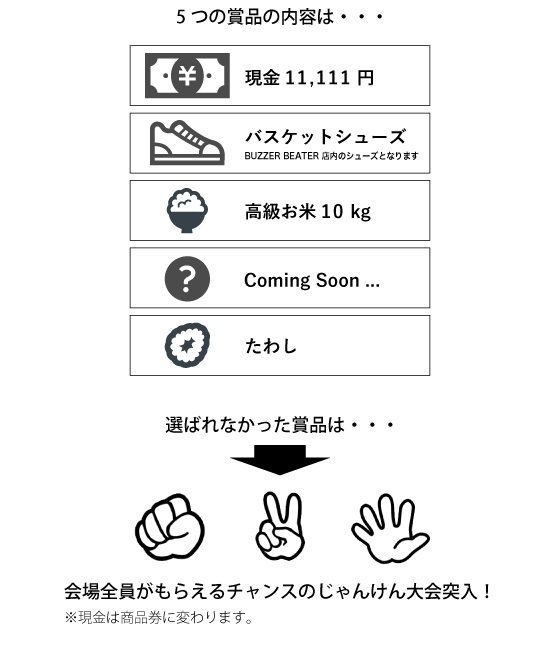 5つの賞品の内容は・・・
¥
現金 11,111 円
バスケットシューズ
BUZZER BEATER 店内のシューズとなります
高級お米 10 kg
?
Coming Soon ...
たわし
選ばれなかった賞品は・・・
会場全員がもらえるチャンスのじゃんけん大会突入！
※現金は商品券に変わります。